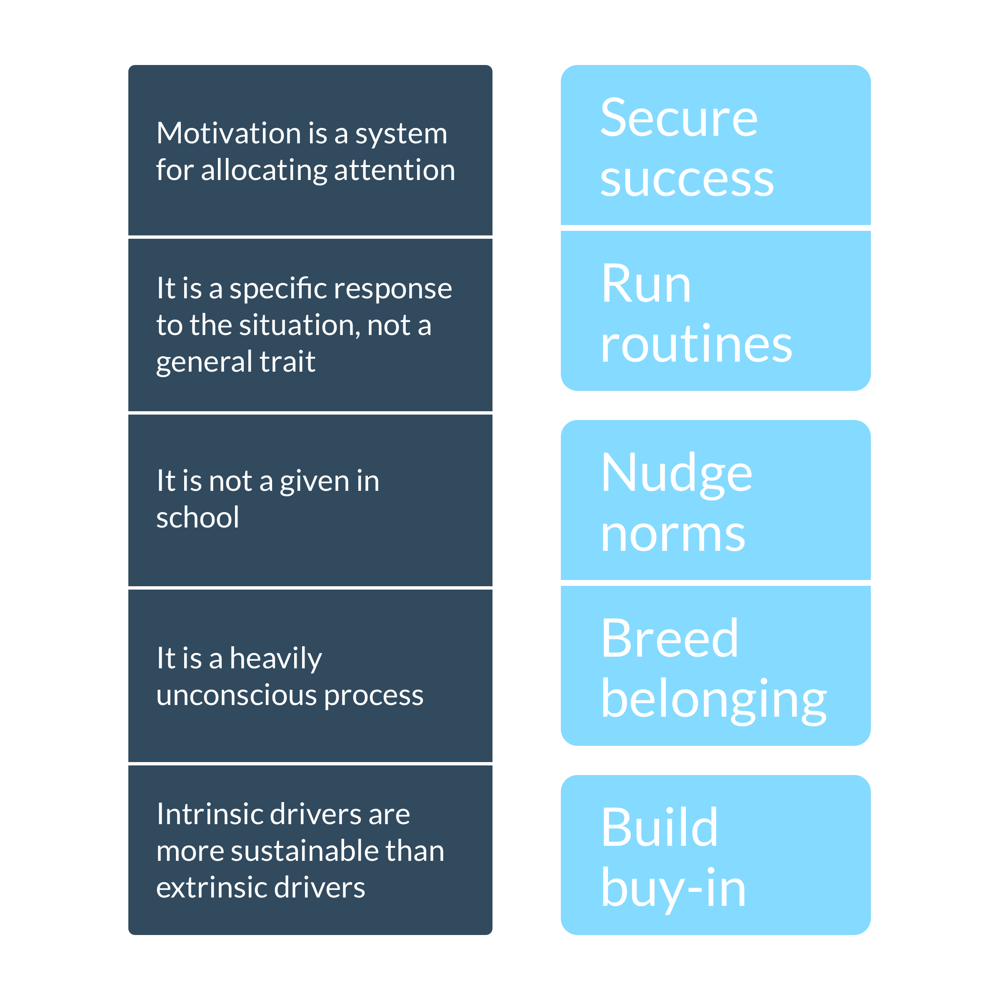 Motivation is a system
for allocating attention
It is a specific response
to the situation, not a
general trait
It is not a given in
school
It is a heavily
unconscious process
Intrinsic drivers are
more sustainable than
extrinsic drivers
Secure
success
Run
routines
Nudge
norms
Breed
belonging
Build
buy-in